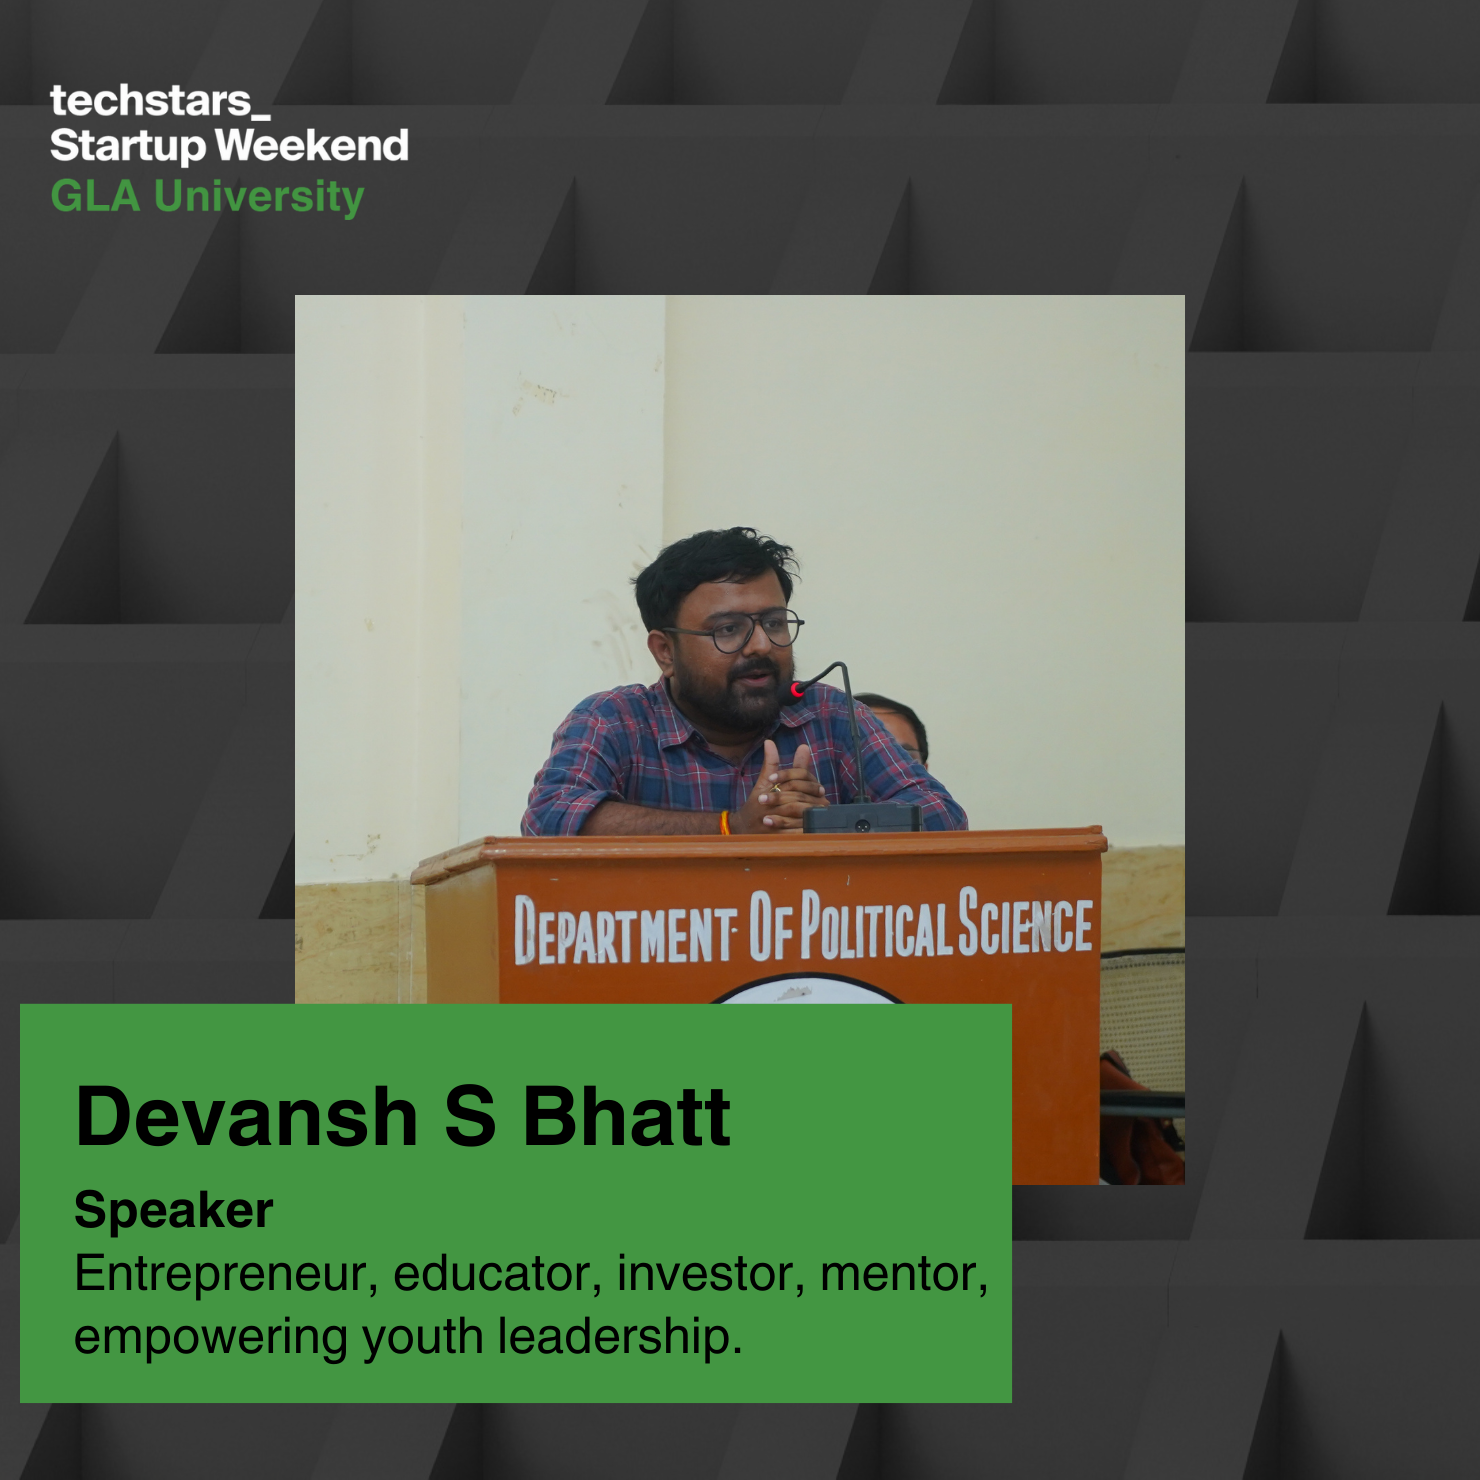 techstars_
Startup Weekend
GLA University
DEPARTMENT OF POLITICAL SCIENCE
Devansh S Bhatt
Speaker
Entrepreneur, educator, investor, mentor,
empowering youth leadership.